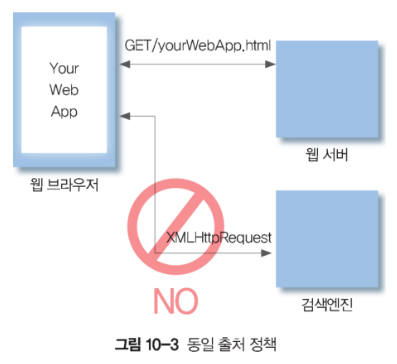 GET/yourWebApp.html
Your
Web
App
웹 서버
웹 브라우저
XMLHttpRequest
NO
검색엔진
그림 10-3 동일 출처 정책